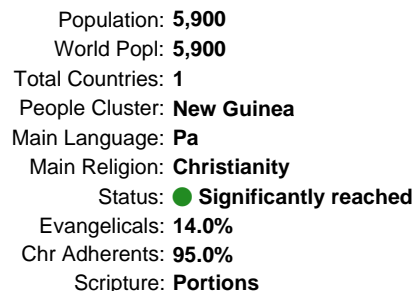 Population: 5,900
World Popl: 5,900
Total Countries: 1
People Cluster: New Guinea
Main Language: Pa
Main Religion: Christianity
Status: Significantly reached
Evangelicals: 14.0%
Chr Adherents: 95.0%
Scripture: Portions